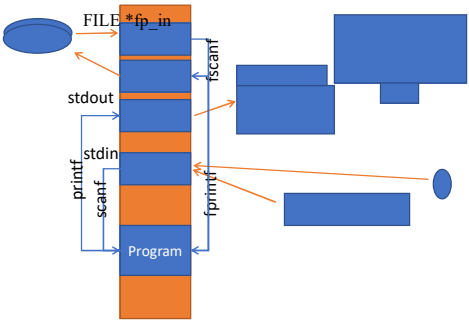 FILE *fp_in
fscanf
stdout
stdin
printf
scanf
fprintf
Program